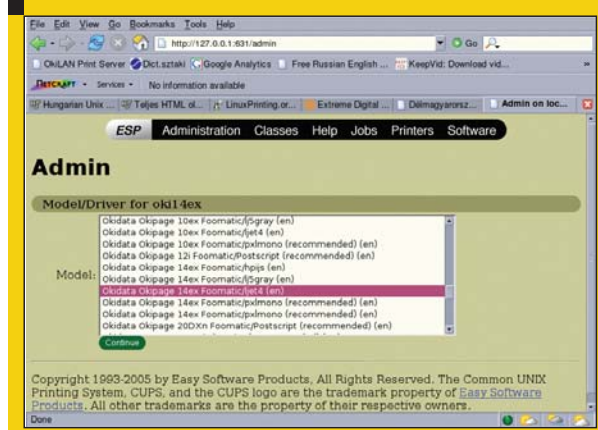 File Edit View Go Bookmarks Tools Help
http://127.0.0.1:631/admin Go
OkiLAN Print Server Dict.sztaki Google Analytics Free Russian English ... KeepVid: Download vid...
NETCRAFT Services No information available
Hungarian Unix ... Teljes HTML ol... LinuxPrinting.or... Extreme Digital ... Délmagyarorsz... Admin on loc...
ESP Administration Classes Help Jobs Printers Software
Admin
Model/Driver for oki14ex
Okidata Okipage 10ex Foomatic/lj5gray (en)
Okidata Okipage 10ex Foomatic/ljet4 (en)
Okidata Okipage 10ex Foomatic/pxlmono (recommended) (en)
Okidata Okipage 12i Foomatic/Postscript (recommended) (en)
Okidata Okipage 14ex Foomatic/hpijs (en)
Model: Okidata Okipage 14ex Foomatic/lj5gray (en)
Okidata Okipage 14ex Foomatic/ljet4 (en)
Okidata Okipage 14ex Foomatic/pxlmono (recommended) (en)
Okidata Okipage 14ex Foomatic/pxlmono (recommended) (en)
Okidata Okipage 20DXn Foomatic/Postscript (recommended) (en)
Continue
Copyright 1993-2005 by Easy Software Products, All Rights Reserved. The Common UNIX
Printing System, CUPS, and the CUPS logo are the trademark property of Easy Software
Products. All other trademarks are the property of their respective owners.
Done